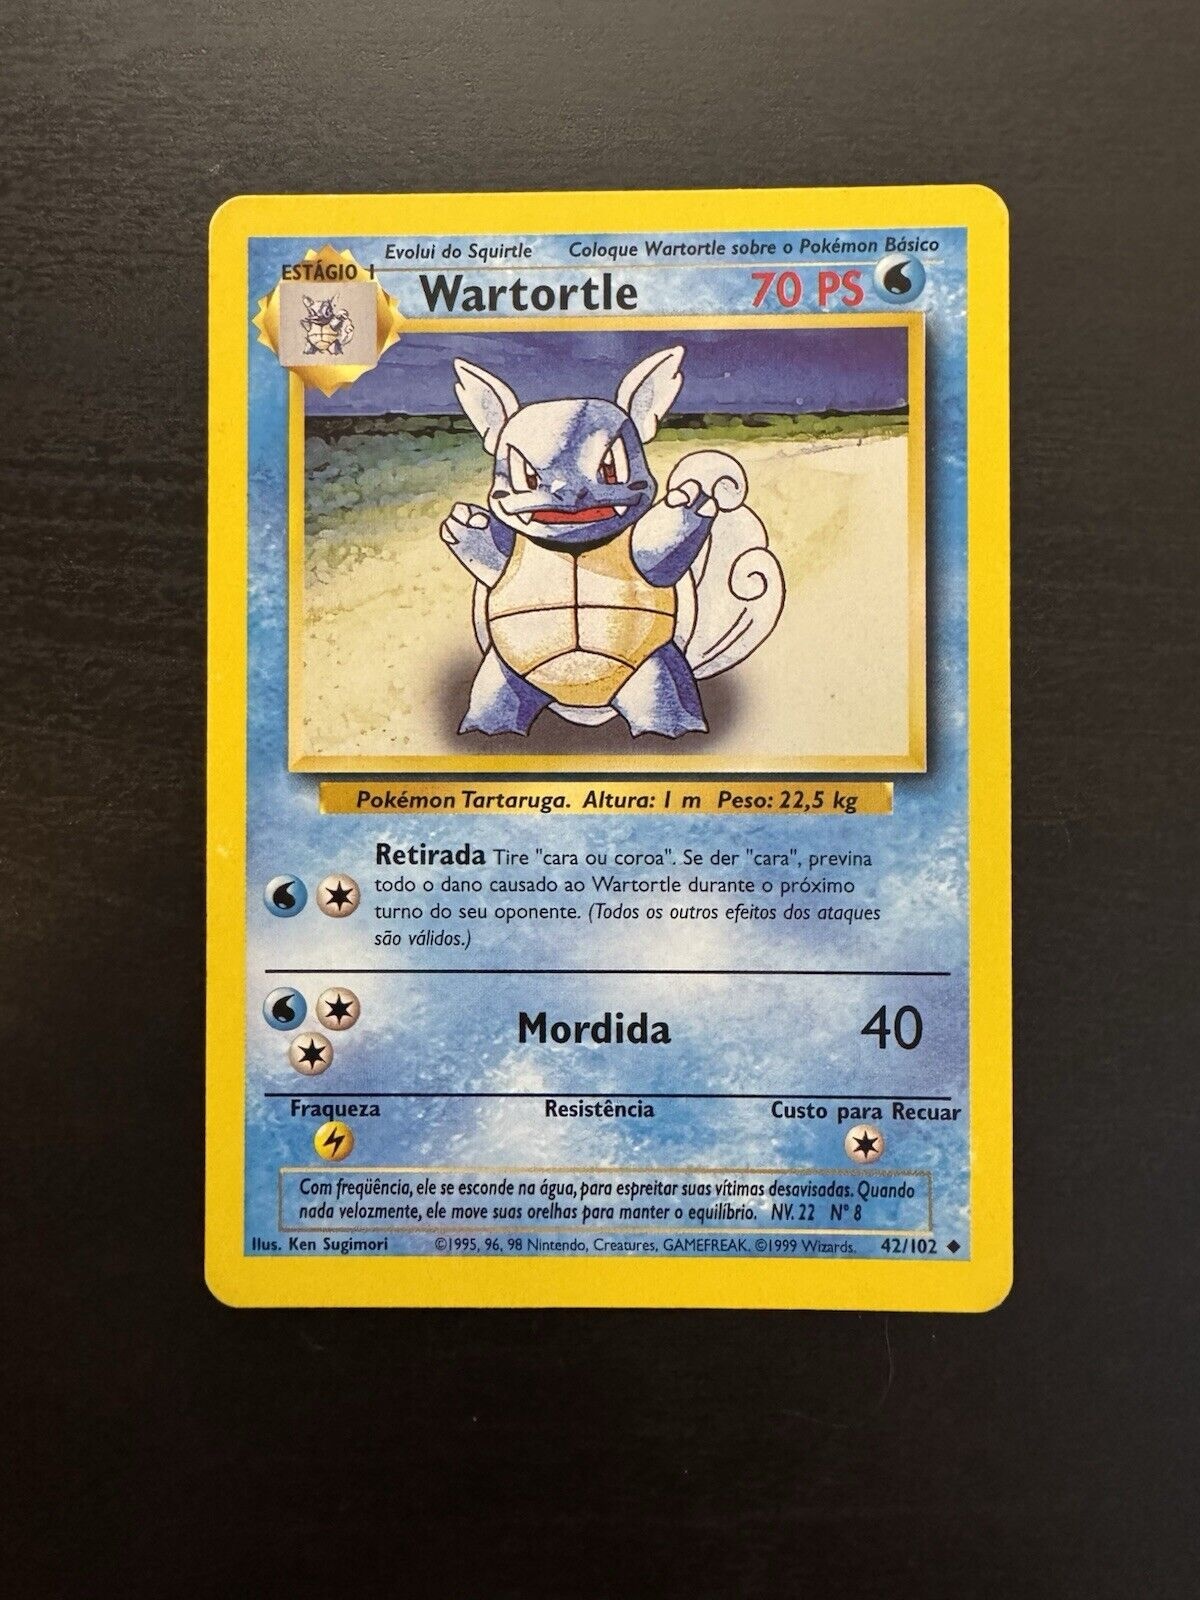 Evolui do Squirtle Coloque Wartortle sobre o Pokémon Básico
ESTÁGIO 1
Wartortle 70 PS
Pokémon Tartaruga. Altura: 1 m Peso: 22,5 kg
Retirada Tire "cara ou coroa". Se der "cara", previna
todo o dano causado ao Wartortle durante o próximo
turno do seu oponente. (Todos os outros efeitos dos ataques
são válidos.)
Mordida 40
Fraqueza Resistência Custo para Recuar
Com freqüência, ele se esconde na água, para espreitar suas vítimas desavisadas. Quando
nada velozmente, ele move suas orelhas para manter o equilíbrio. NV. 22 N° 8
Ilus. Ken Sugimori ©1995, 96, 98 Nintendo, Creatures, GAMEFREAK. ©1999 Wizards. 42/102 ◆